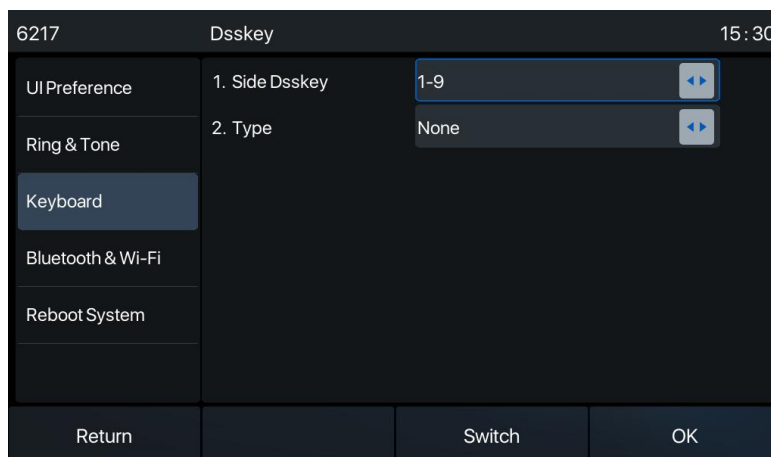 6217 Dsskey 15:30
UI Preference
Ring & Tone
Keyboard
Bluetooth & Wi-Fi
Reboot System
1. Side Dsskey 1-9
2. Type None
Return Switch OK